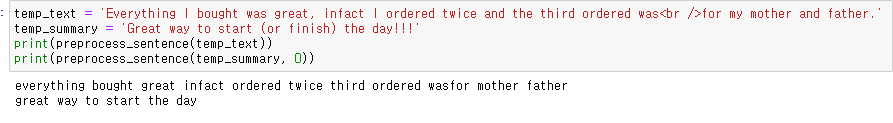 temp_text = 'Everything I bought was great, infact I ordered twice and the third ordered was<br />for my mother and father.'
temp_summary = 'Great way to start (or finish) the day!!!'
print(preprocess_sentence(temp_text))
print(preprocess_sentence(temp_summary, 0))
everything bought great infact ordered twice third ordered wasfor mother father
great way to start the day